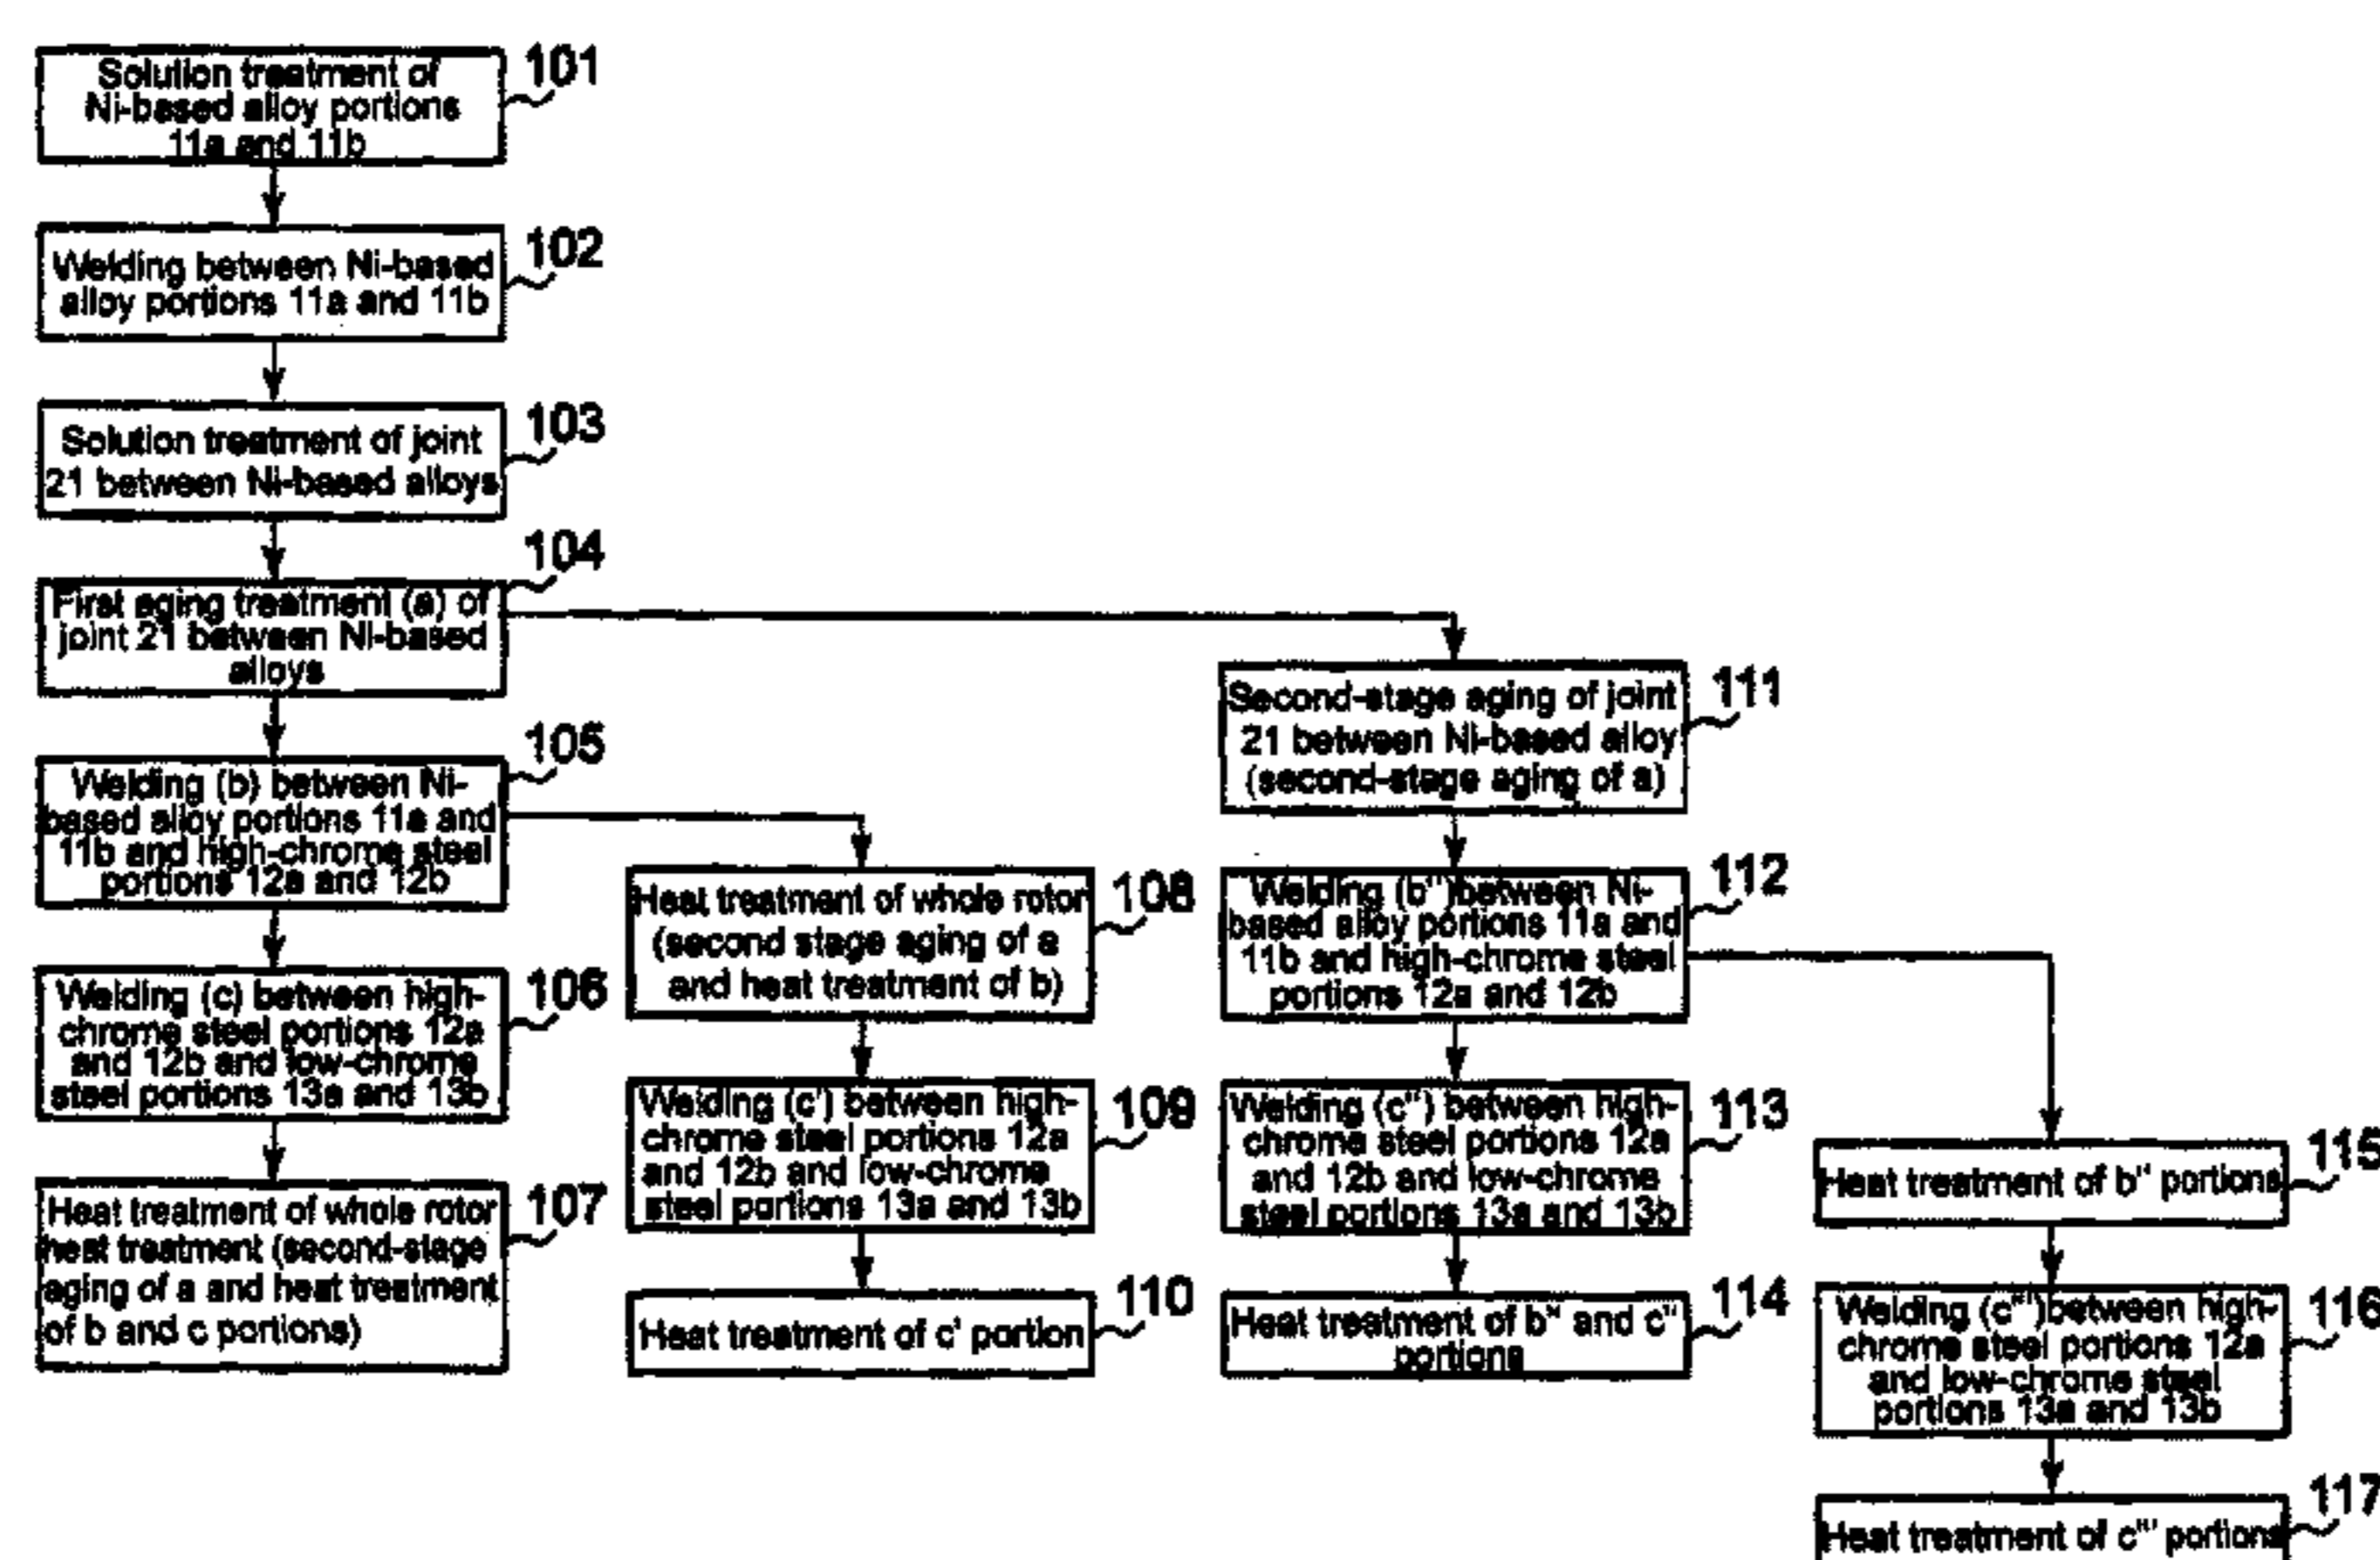 Solution treatment of
Ni-based alloy portions
11a and 11b
101
Welding between Ni-based
alloy portions 11a and 11b
102
Solution treatment of joint
21 between Ni-based alloys
103
First aging treatment (a) of
joint 21 between Ni-based
alloys
104
Welding (b) between Ni-
based alloy portions 11a and
11b and high-chrome steel
portions 12a and 12b
105
Welding (c) between high-
chrome steel portions 12a
and 12b and low-chrome
steel portions 13a and 13b
106
Heat treatment of whole rotor
heat treatment (second-stage
aging of a and heat treatment
of b and c portions)
107
Heat treatment of whole rotor
(second stage aging of a
and heat treatment of b)
108
Welding (c') between high-
chrome steel portions 12a
and 12b and low-chrome
steel portions 13a and 13b
109
Heat treatment of c' portion
110
Second-stage aging of joint
21 between Ni-based alloy
(second-stage aging of a)
111
Welding (b")between Ni-
based alloy portions 11a and
11b and high-chrome steel
portions 12a and 12b
112
Welding (c") between high-
chrome steel portions 12a
and 12b and low-chrome
steel portions 13a and 13b
113
Heat treatment of b" and c"
portions
114
Heat treatment of b" portions
115
Welding (c"')between high-
chrome steel portions 12a
and low-chrome steel
portions 13a and 13b
116
Heat treatment of c"' portions
117